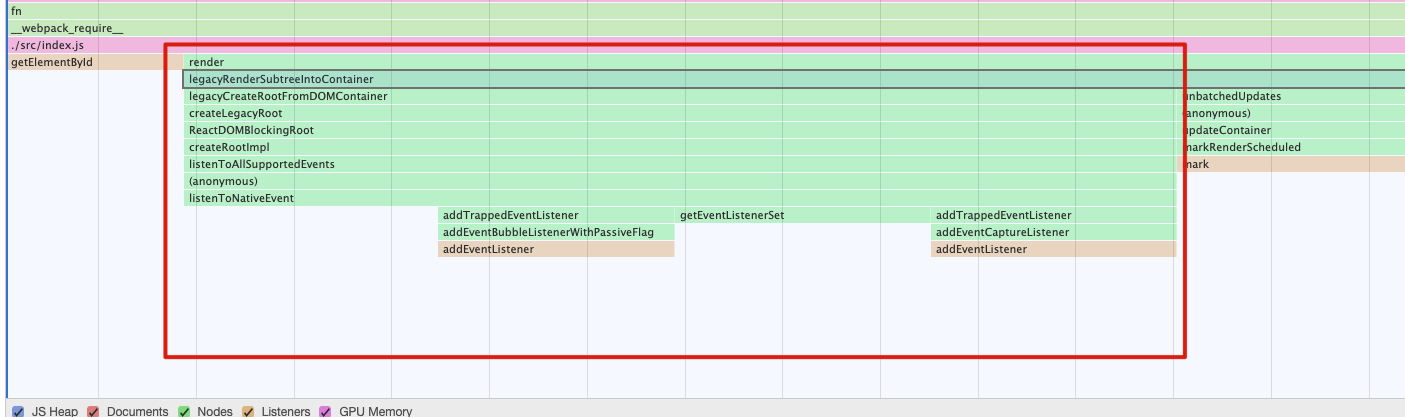 fn
__webpack_require__
./src/index.js
getElementById render
legacyRenderSubtreeIntoContainer
legacyCreateRootFromDOMContainer unbatchedUpdates
createLegacyRoot (anonymous)
ReactDOMBlockingRoot updateContainer
createRootImpl markRenderScheduled
listenToAllSupportedEvents mark
(anonymous)
listenToNativeEvent
addTrappedEventListener getEventListenerSet addTrappedEventListener
addEventBubbleListenerWithPassiveFlag addEventCaptureListener
addEventListener addEventListener
JS Heap Documents Nodes Listeners GPU Memory